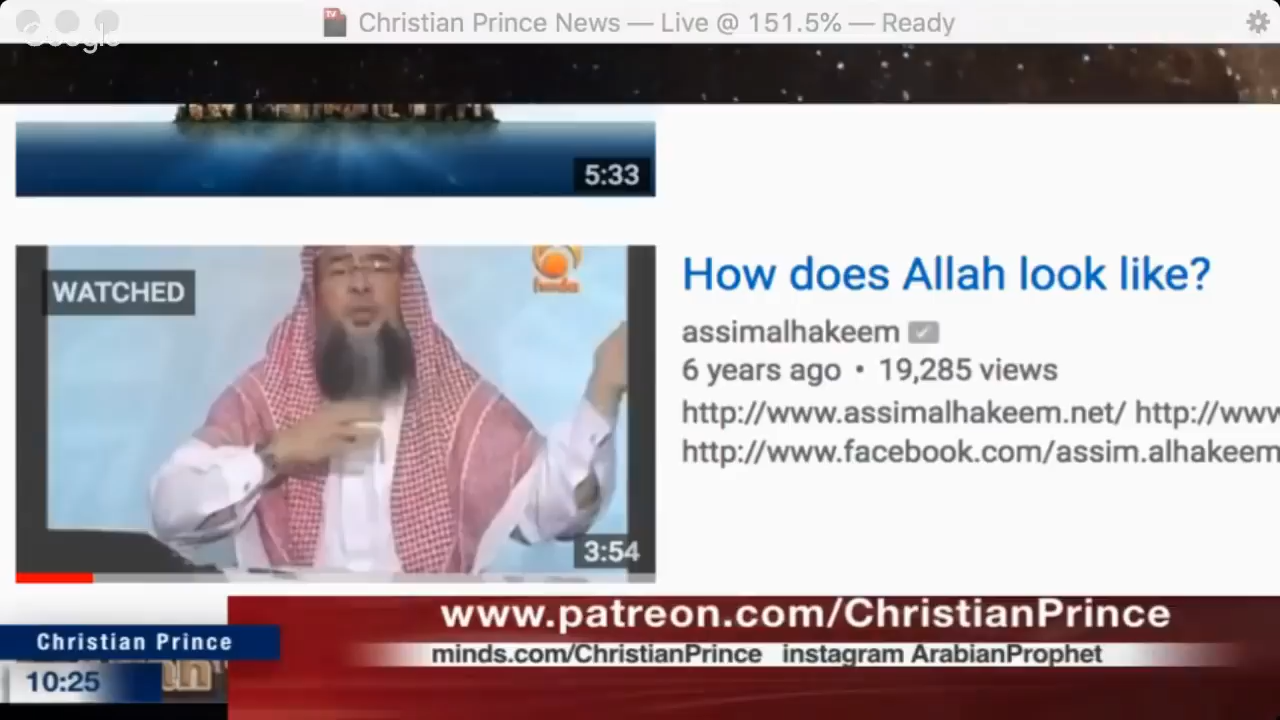 Christian Prince News — Live @ 151.5% — Ready
Google
5:33
WATCHED
3:54
How does Allah look like?
assimalhakeem
6 years ago • 19,285 views
http://www.assimalhakeem.net/ http://www
http://www.facebook.com/assim.alhakeem
www.patreon.com/ChristianPrince
minds.com/ChristianPrince instagram ArabianProphet
Christian Prince
10:25